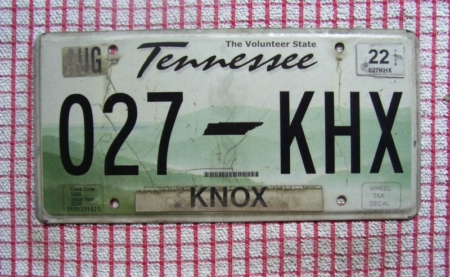 The Volunteer State
AUG
Tennessee
22
027KHX
027 KHX
KNOX
WHEEL
TAX
DECAL